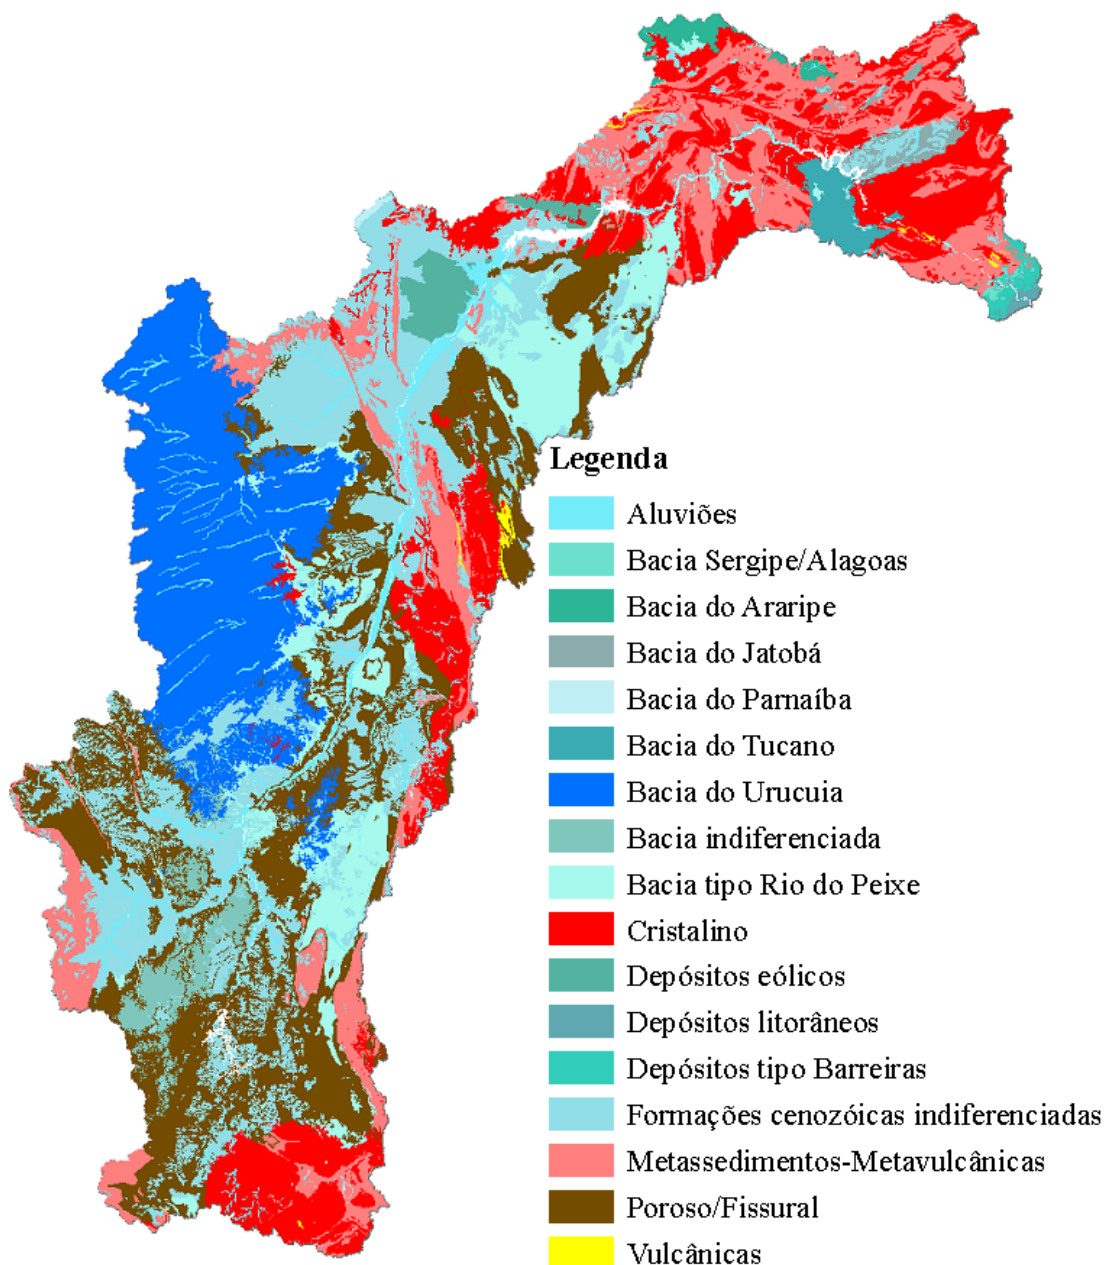 Legenda
Aluviões
Bacia Sergipe/Alagoas
Bacia do Araripe
Bacia do Jatobá
Bacia do Parnaíba
Bacia do Tucano
Bacia do Urucuia
Bacia indiferenciada
Bacia tipo Rio do Peixe
Cristalino
Depósitos eólicos
Depósitos litorâneos
Depósitos tipo Barreiras
Formações cenozóicas indiferenciadas
Metassedimentos-Metavulcânicas
Poroso/Fissural
Vulcânicas